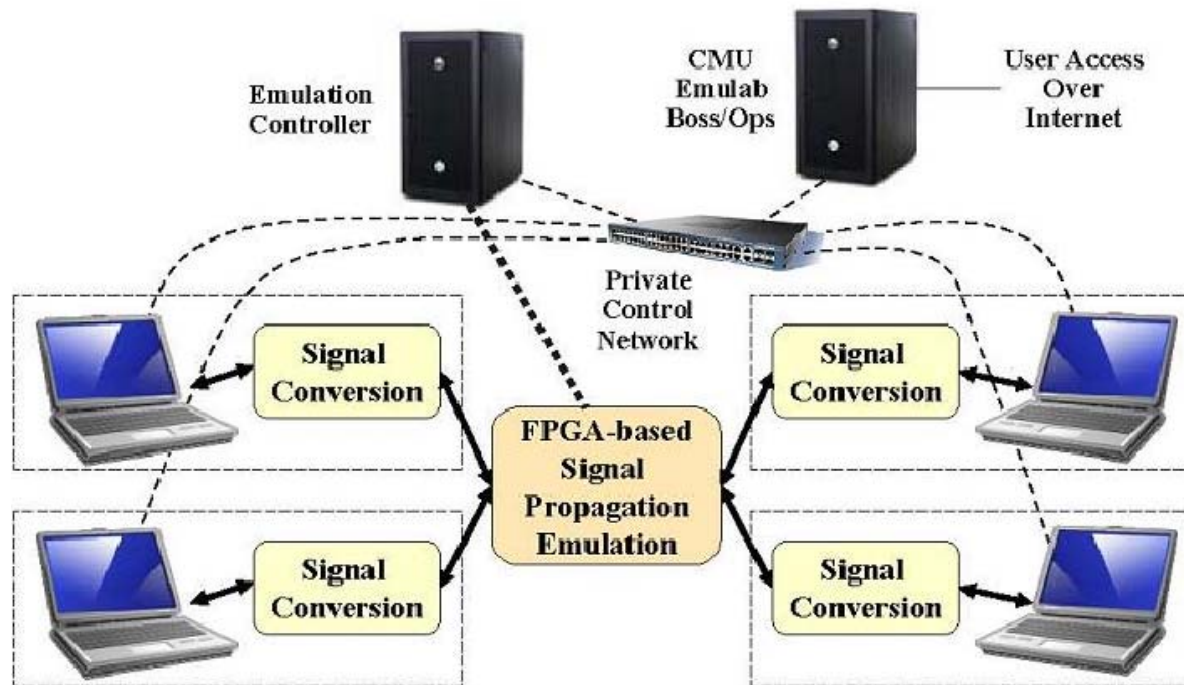 Emulation
Controller
CMU
Emulab
Boss/Ops
User Access
Over
Internet
Private
Control
Network
Signal
Conversion
Signal
Conversion
FPGA-based
Signal
Propagation
Emulation
Signal
Conversion
Signal
Conversion